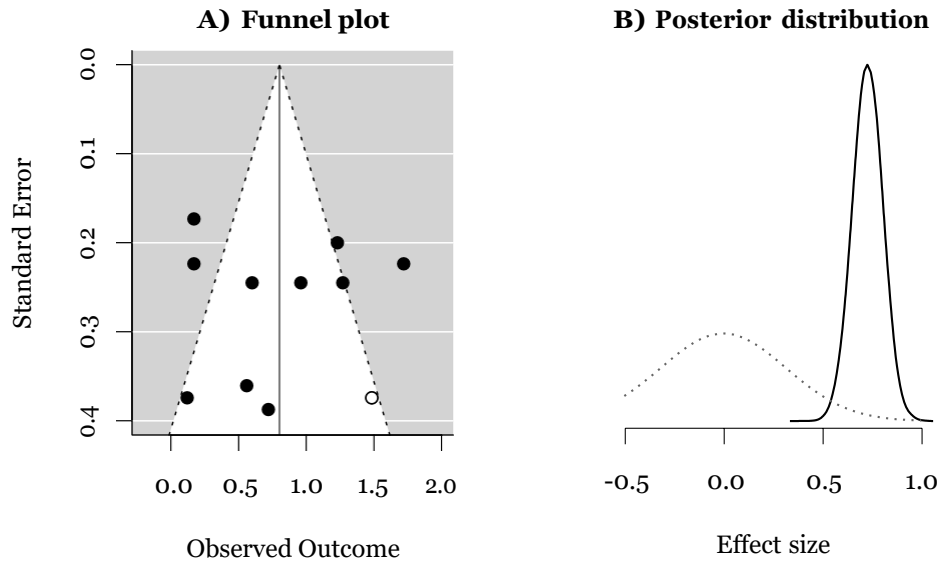 A) Funnel plot
0.0
0.1
0.2
0.3
0.4
Standard Error
0.0 0.5 1.0 1.5 2.0
Observed Outcome
B) Posterior distribution
-0.5 0.0 0.5 1.0
Effect size